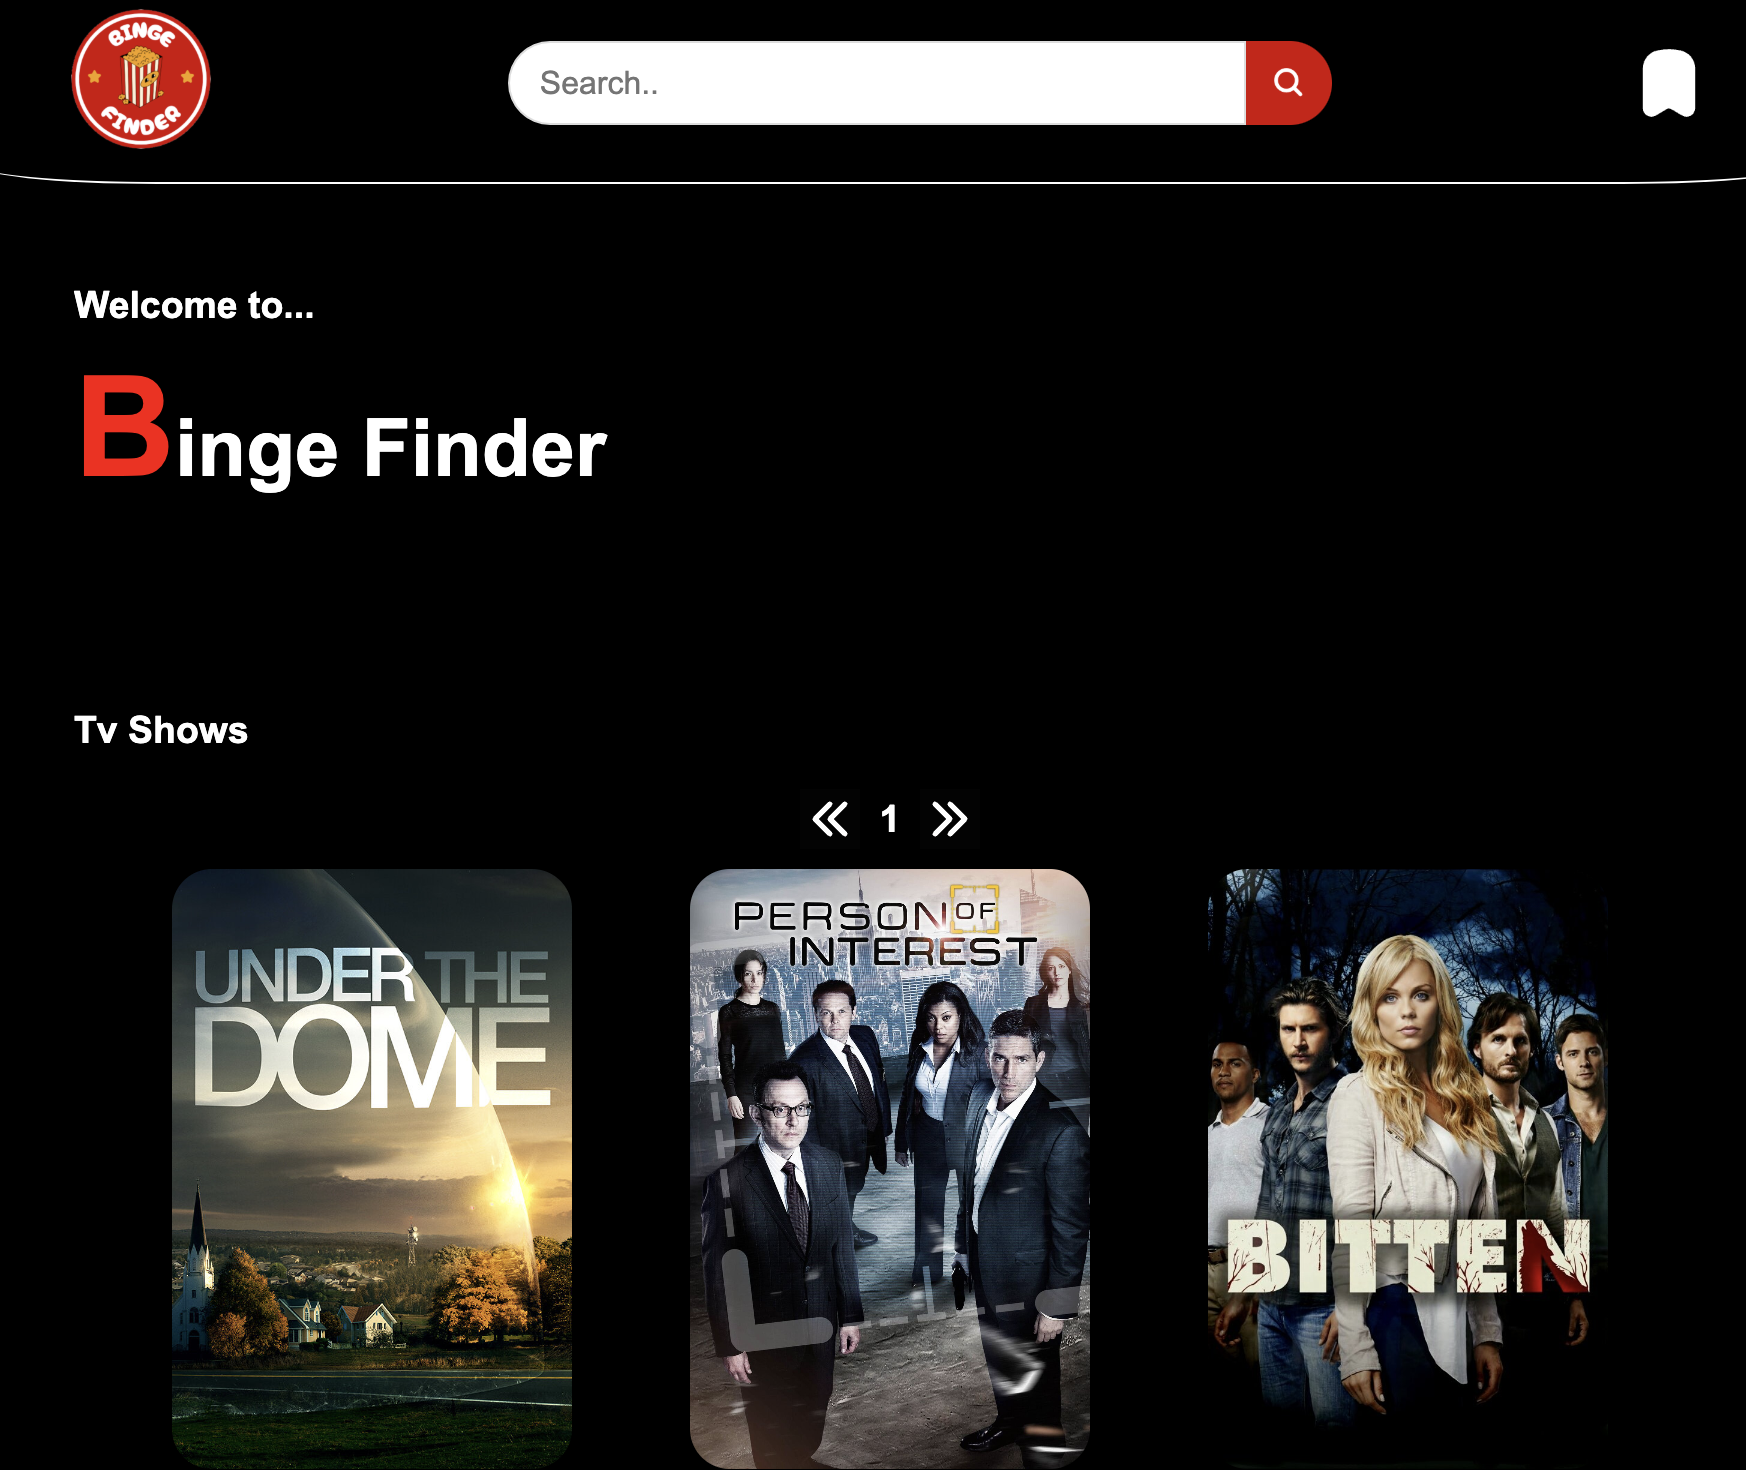 BINGE
FINDER
Search..
Welcome to...
Binge Finder
Tv Shows
1
UNDER THE
DOME
PERSON OF
INTEREST
BITTEN